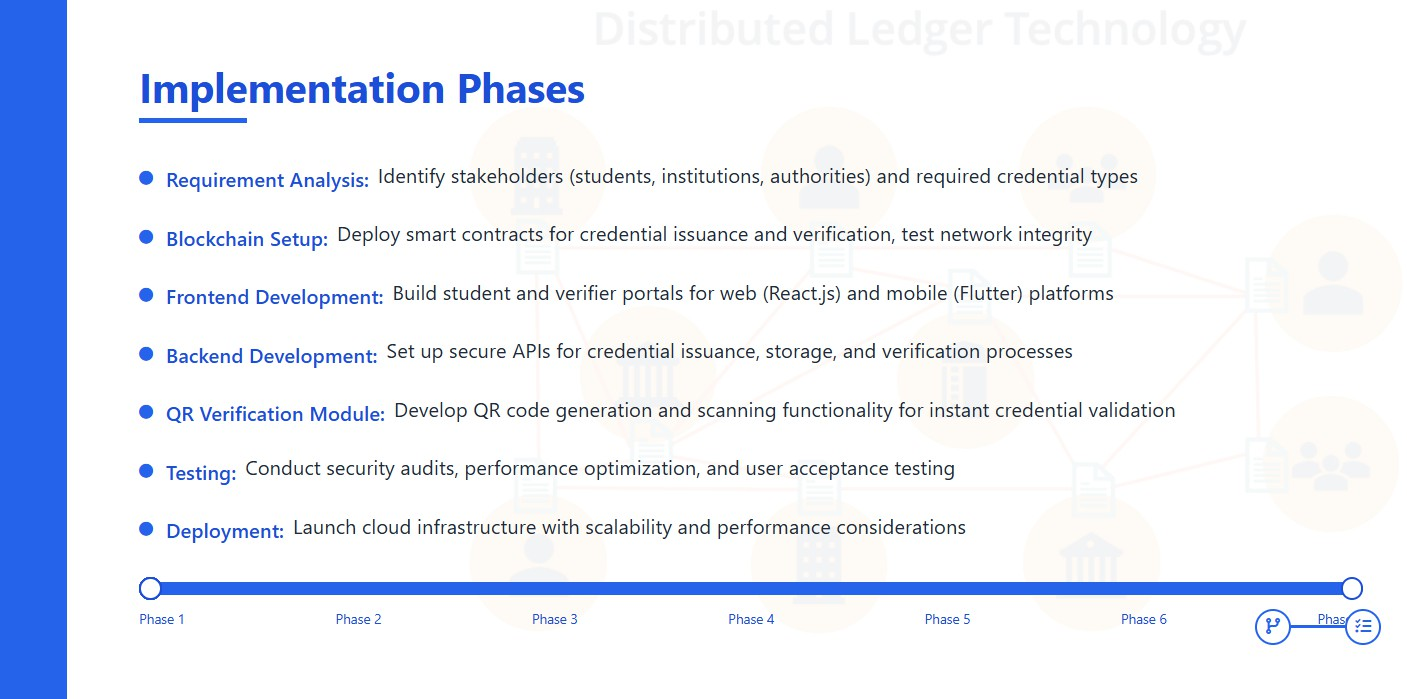 Distributed Ledger Technology
Implementation Phases
Requirement Analysis: Identify stakeholders (students, institutions, authorities) and required credential types
Blockchain Setup: Deploy smart contracts for credential issuance and verification, test network integrity
Frontend Development: Build student and verifier portals for web (React.js) and mobile (Flutter) platforms
Backend Development: Set up secure APIs for credential issuance, storage, and verification processes
QR Verification Module: Develop QR code generation and scanning functionality for instant credential validation
Testing: Conduct security audits, performance optimization, and user acceptance testing
Deployment: Launch cloud infrastructure with scalability and performance considerations
Phase 1 Phase 2 Phase 3 Phase 4 Phase 5 Phase 6